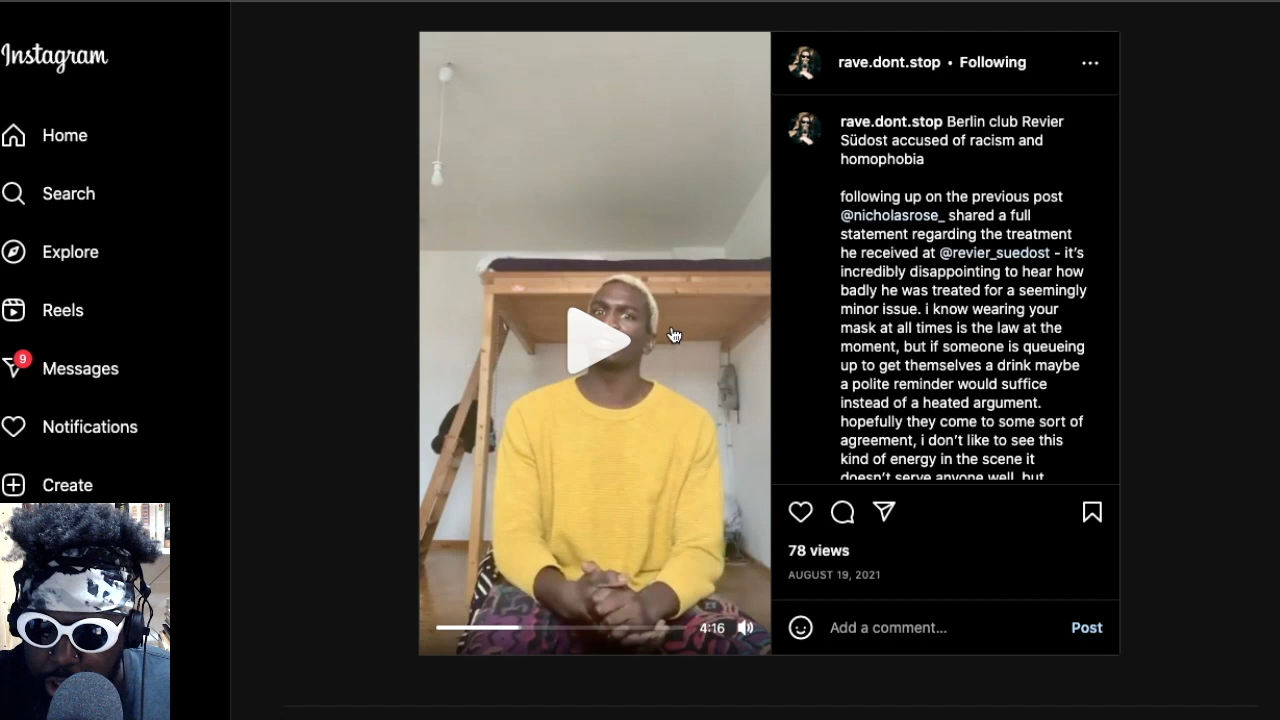 Instagram
Home
Search
Explore
Reels
9
Messages
Notifications
Create
4:16
rave.dont.stop • Following
rave.dont.stop Berlin club Revier
Südost accused of racism and
homophobia
following up on the previous post
@nicholasrose_ shared a full
statement regarding the treatment
he received at @revier_suedost - it’s
incredibly disappointing to hear how
badly he was treated for a seemingly
minor issue. i know wearing your
mask at all times is the law at the
moment, but if someone is queueing
up to get themselves a drink maybe
a polite reminder would suffice
instead of a heated argument.
hopefully they come to some sort of
agreement, i don’t like to see this
kind of energy in the scene it
doesn’t serve anyone well, but
78 views
AUGUST 19, 2021
Add a comment...
Post